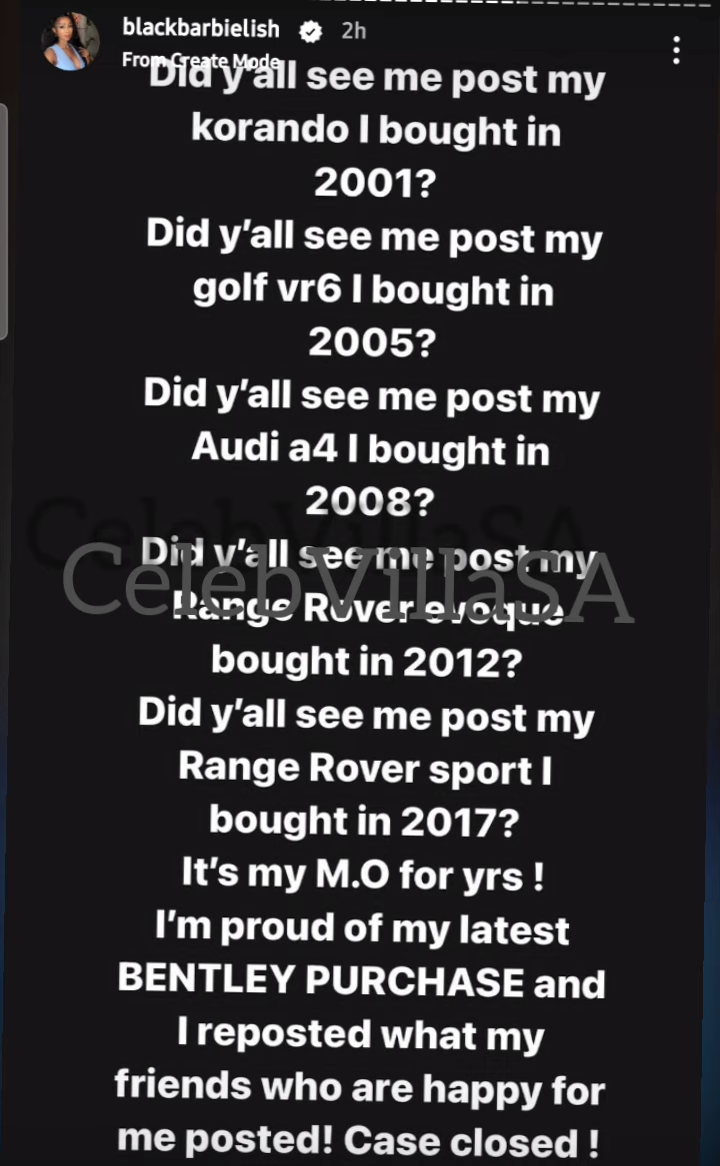 blackbarbielish 2h
From Create Mode
Did y'all see me post my
korando I bought in
2001?
Did y'all see me post my
golf vr6 I bought in
2005?
Did y'all see me post my
Audi a4 I bought in
2008?
CelebVillaSA
Did y'all see me post my
CelebVillaSA
Range Rover evoque
bought in 2012?
Did y'all see me post my
Range Rover sport I
bought in 2017?
It's my M.O for yrs !
I'm proud of my latest
BENTLEY PURCHASE and
I reposted what my
friends who are happy for
me posted! Case closed !